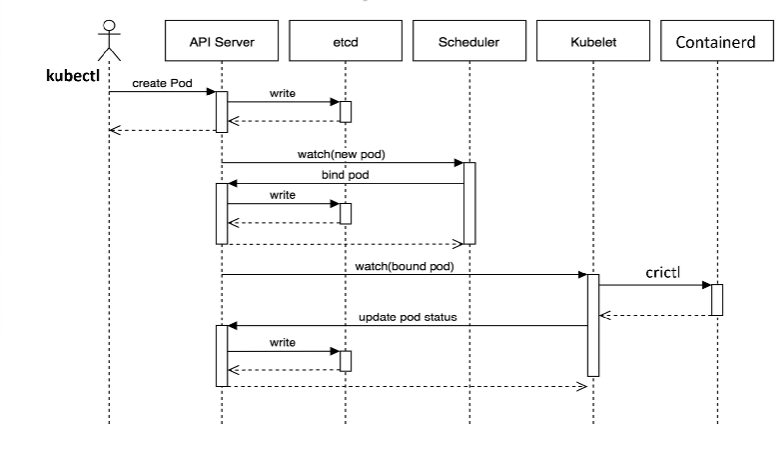 API Server
etcd
Scheduler
Kubelet
Containerd
kubectl
create Pod
write
watch(new pod)
bind pod
write
watch(bound pod)
crictl
update pod status
write